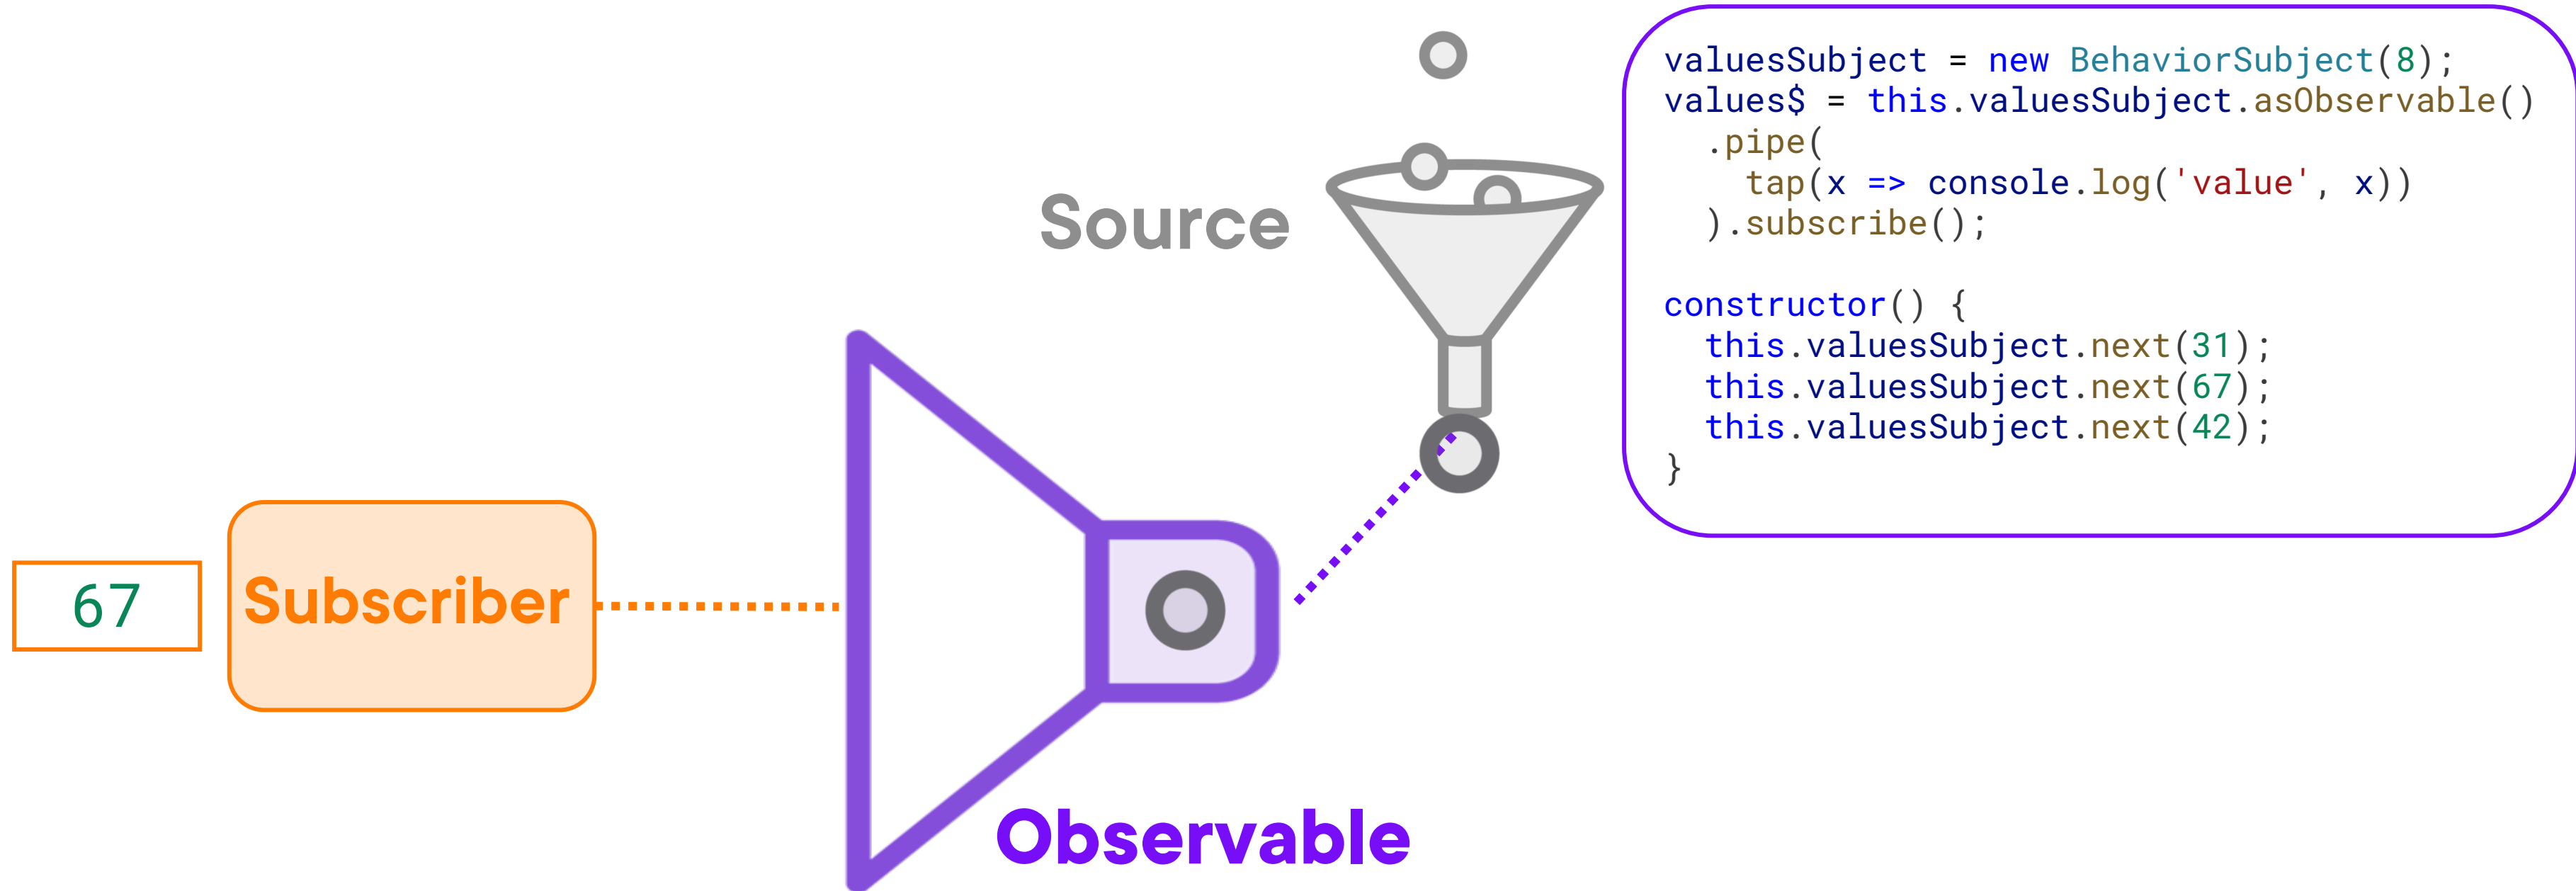 valuesSubject = new BehaviorSubject(8);
values$ = this.valuesSubject.asObservable()
  .pipe(
    tap(x => console.log('value', x))
  ).subscribe();
constructor() {
  this.valuesSubject.next(31);
  this.valuesSubject.next(67);
  this.valuesSubject.next(42);
}
Source
67
Subscriber
Observable